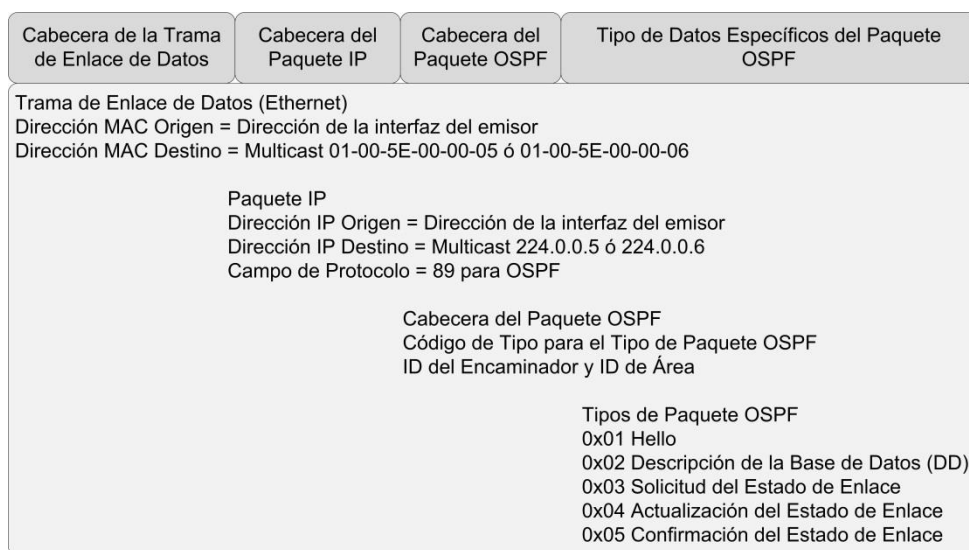 Cabecera de la Trama
de Enlace de Datos
Cabecera del
Paquete IP
Cabecera del
Paquete OSPF
Tipo de Datos Específicos del Paquete
OSPF
Trama de Enlace de Datos (Ethernet)
Dirección MAC Origen = Dirección de la interfaz del emisor
Dirección MAC Destino = Multicast 01-00-5E-00-00-05 ó 01-00-5E-00-00-06
Paquete IP
Dirección IP Origen = Dirección de la interfaz del emisor
Dirección IP Destino = Multicast 224.0.0.5 ó 224.0.0.6
Campo de Protocolo = 89 para OSPF
Cabecera del Paquete OSPF
Código de Tipo para el Tipo de Paquete OSPF
ID del Encaminador y ID de Área
Tipos de Paquete OSPF
0x01 Hello
0x02 Descripción de la Base de Datos (DD)
0x03 Solicitud del Estado de Enlace
0x04 Actualización del Estado de Enlace
0x05 Confirmación del Estado de Enlace